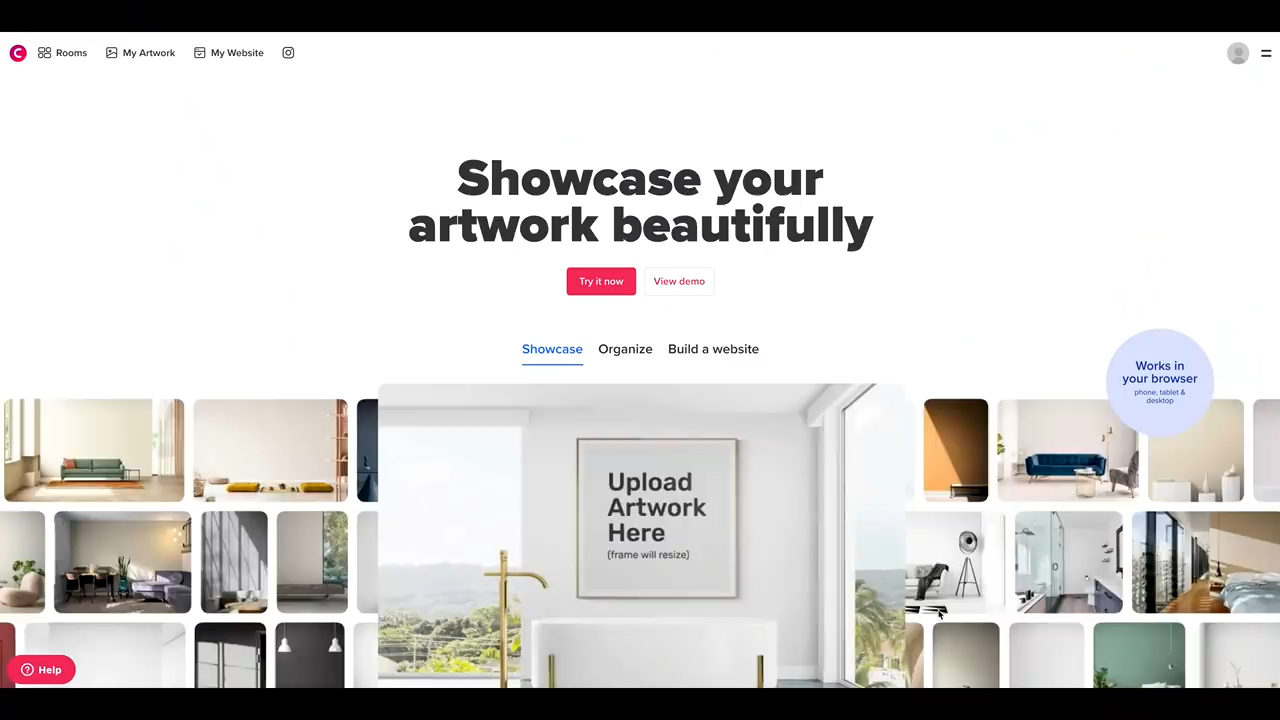 C
Rooms
My Artwork
My Website
Showcase your
artwork beautifully
Try it now
View demo
Showcase
Organize
Build a website
Works in
your browser
phone, tablet &
desktop
Upload
Artwork
Here
(frame will resize)
Help